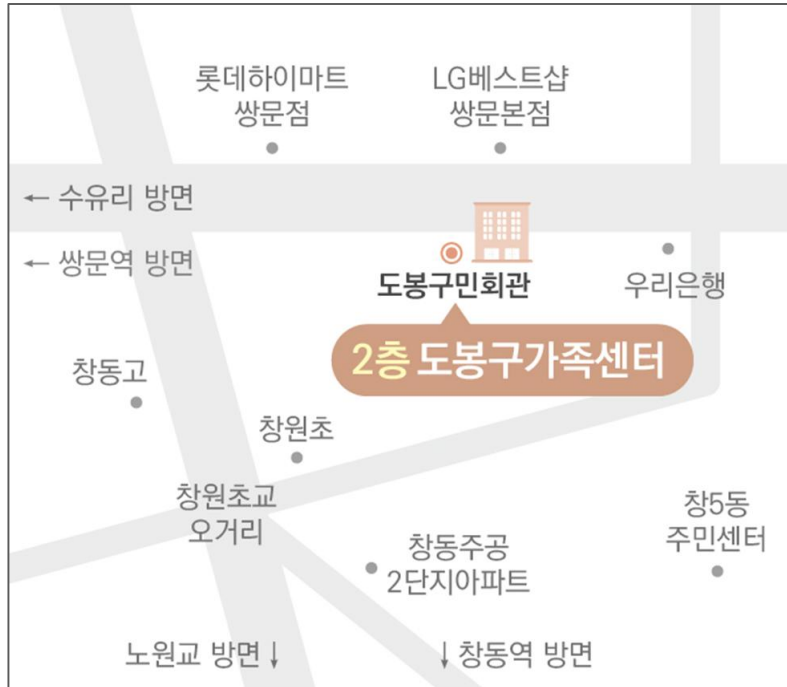 롯데하이마트
쌍문점
LG베스트샵
쌍문본점
← 수유리 방면
← 쌍문역 방면
도봉구민회관
우리은행
2층 도봉구가족센터
창동고
창원초
창원초교
오거리
창동주공
2단지아파트
창5동
주민센터
노원교 방면 ↓
↓ 창동역 방면